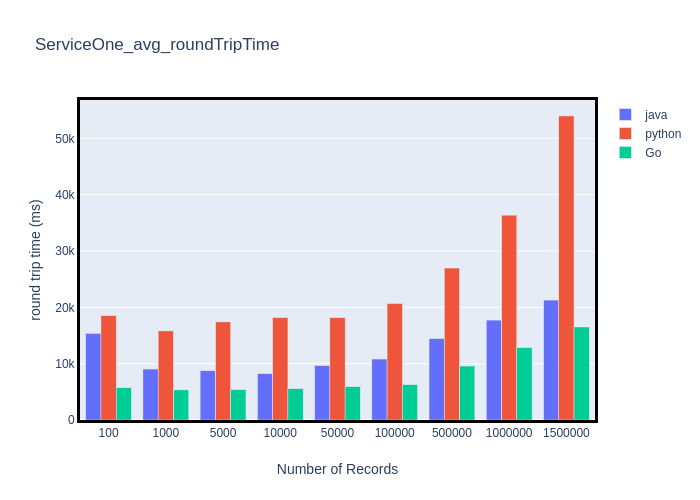 ServiceOne_avg_roundTripTime
java
python
Go
round trip time (ms)
50k
40k
30k
20k
10k
0
100 1000 5000 10000 50000 100000 500000 1000000 1500000
Number of Records